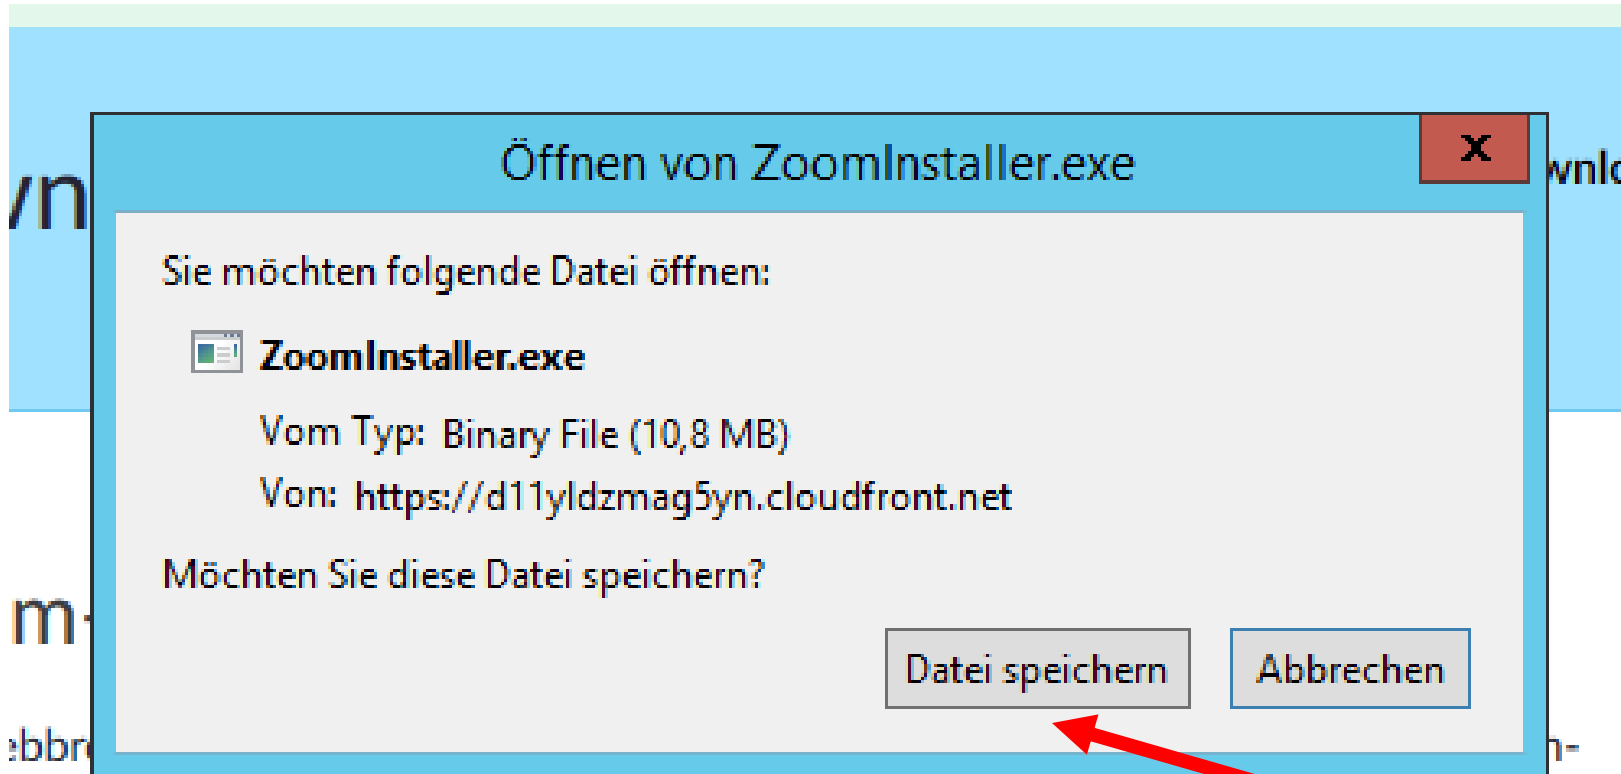 Öffnen von ZoomInstaller.exe
x
Sie möchten folgende Datei öffnen:
ZoomInstaller.exe
Vom Typ: Binary File (10,8 MB)
Von: https://d11yldzmag5yn.cloudfront.net
Möchten Sie diese Datei speichern?
Datei speichern
Abbrechen